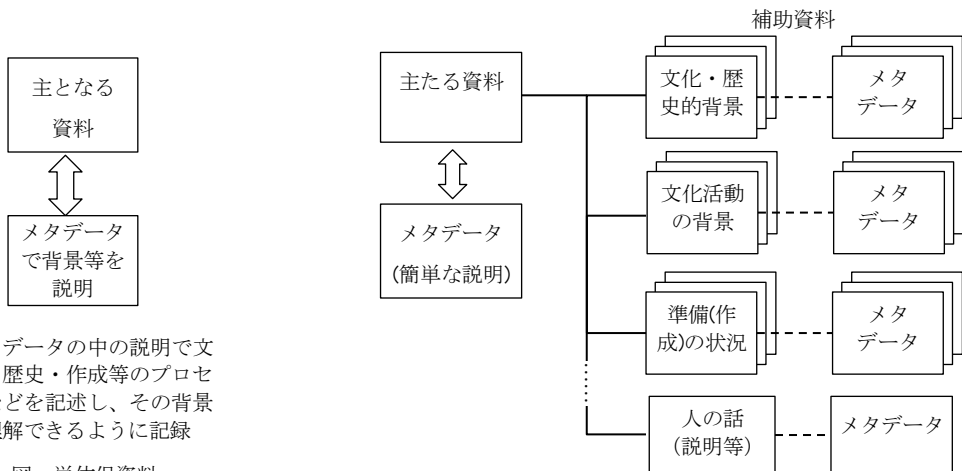 主となる
資料
メタデータ
で背景等を
説明
データの中の説明で文
歴史・作成等のプロセ
どを記述し、その背景
解できるように記録
補助資料
主たる資料
メタデータ
(簡単な説明)
文化・歴
史的背景
メタ
データ
文化活動
の背景
メタ
データ
準備(作
成)の状況
メタ
データ
人の話
(説明等)
メタデータ